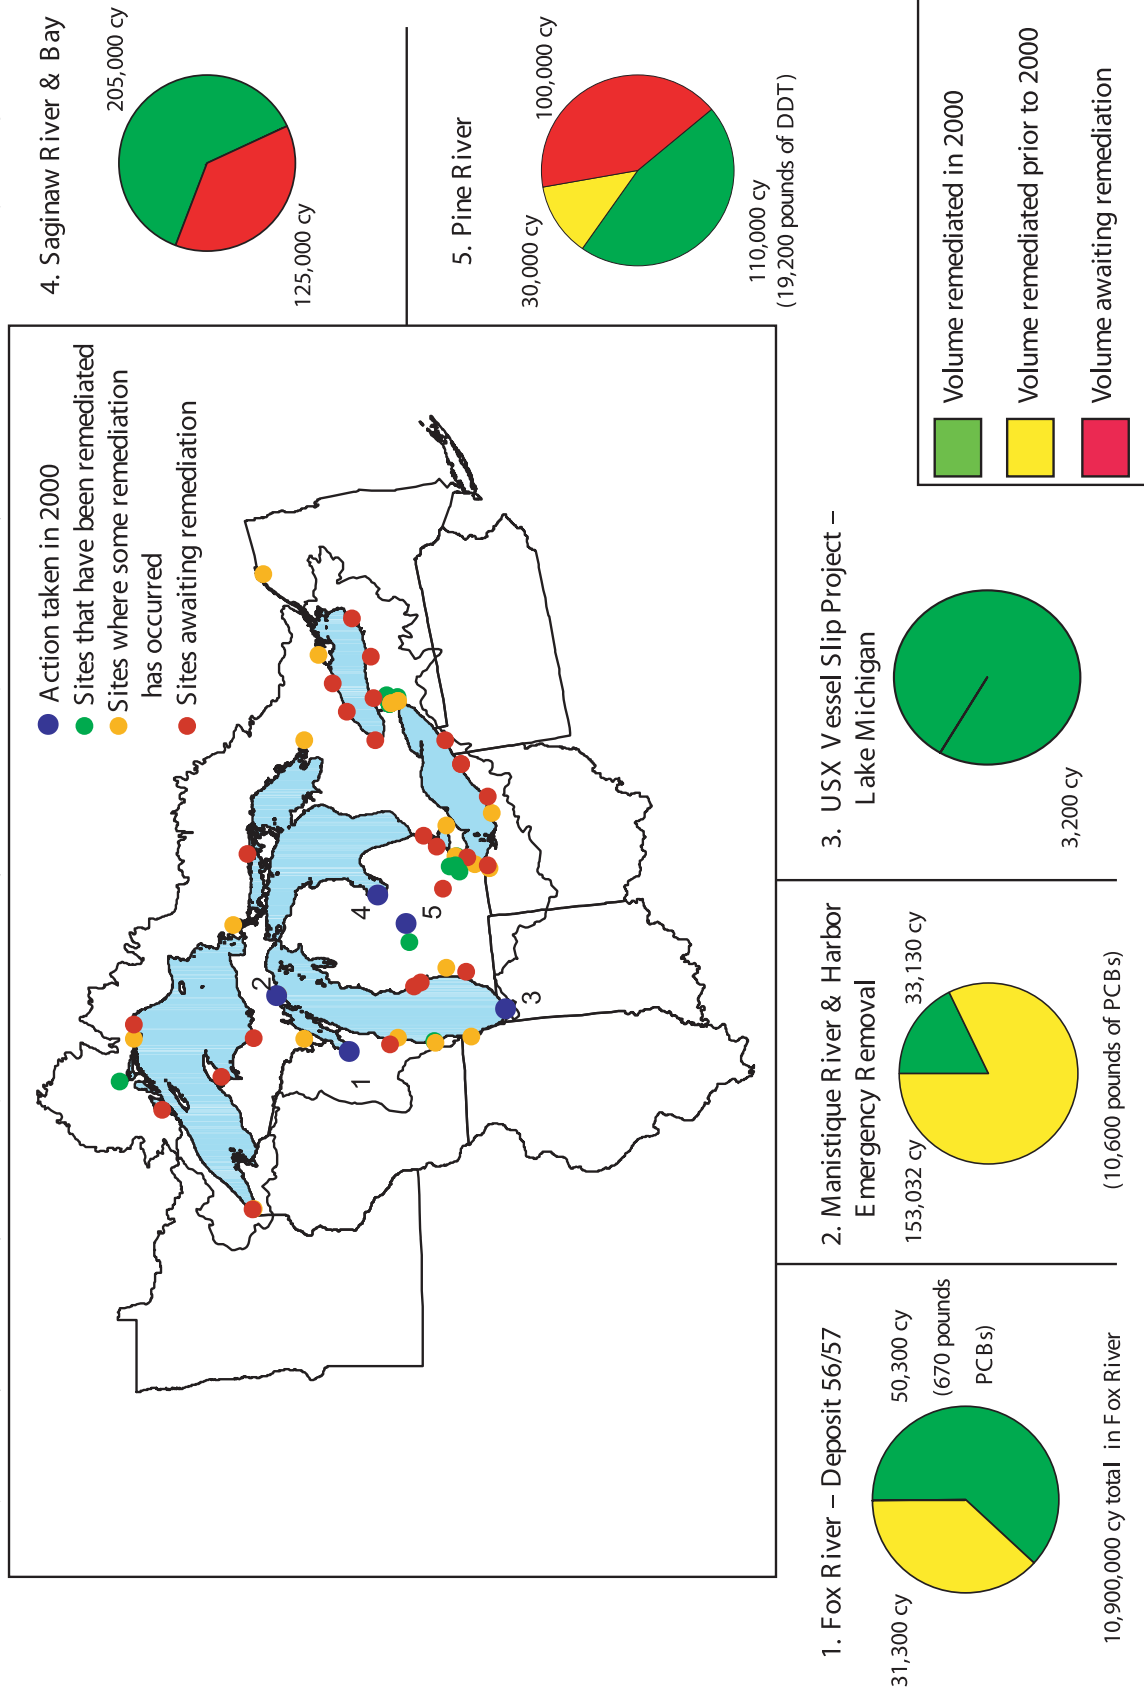 Action taken in 2000
Sites that have been remediated
Sites where some remediation
has occurred
Sites awaiting remediation
1
2
3
4
5
4. Saginaw River & Bay
205,000 cy
125,000 cy
5. Pine River
100,000 cy
30,000 cy
110,000 cy
(19,200 pounds of DDT)
1. Fox River – Deposit 56/57
31,300 cy
50,300 cy
(670 pounds
PCBs)
10,900,000 cy total in Fox River
2. Manistique River & Harbor
Emergency Removal
153,032 cy
33,130 cy
(10,600 pounds of PCBs)
3. USX Vessel Slip Project –
Lake Michigan
3,200 cy
Volume remediated in 2000
Volume remediated prior to 2000
Volume awaiting remediation